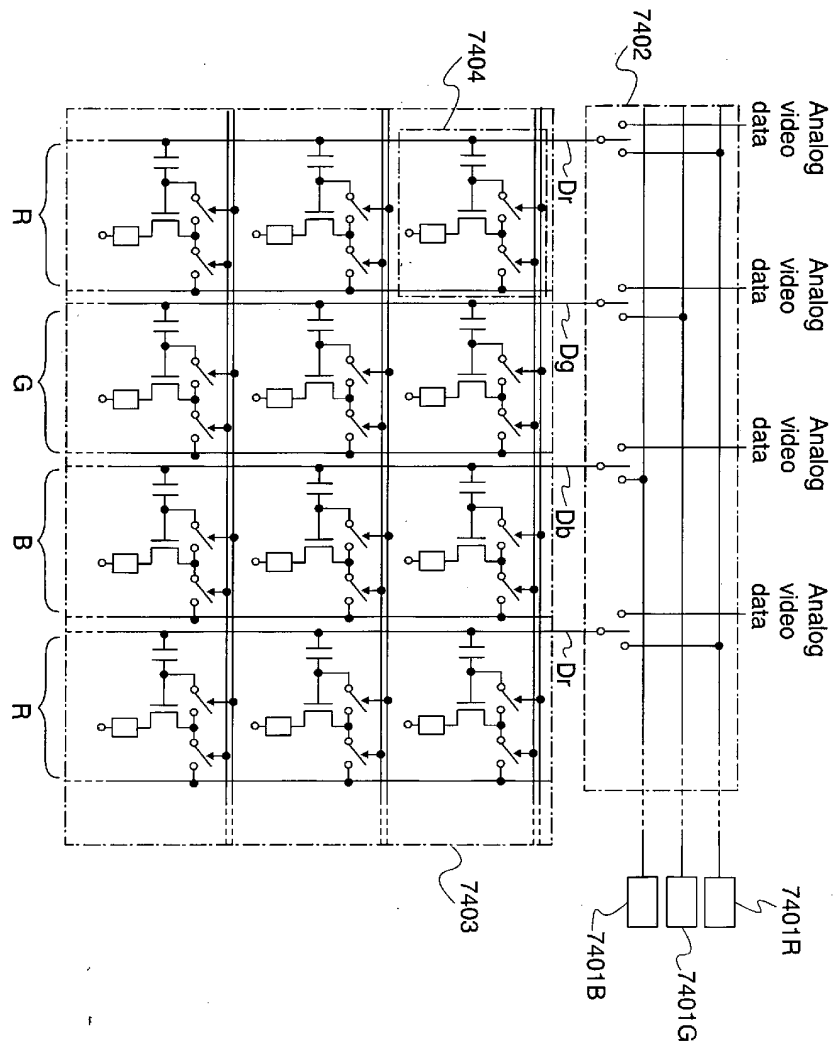 7402
Analog
video
data
Analog
video
data
Analog
video
data
Analog
video
data
7404
Dr
Dg
Db
Dr
R
G
B
R
7403
7401B
7401G
7401R